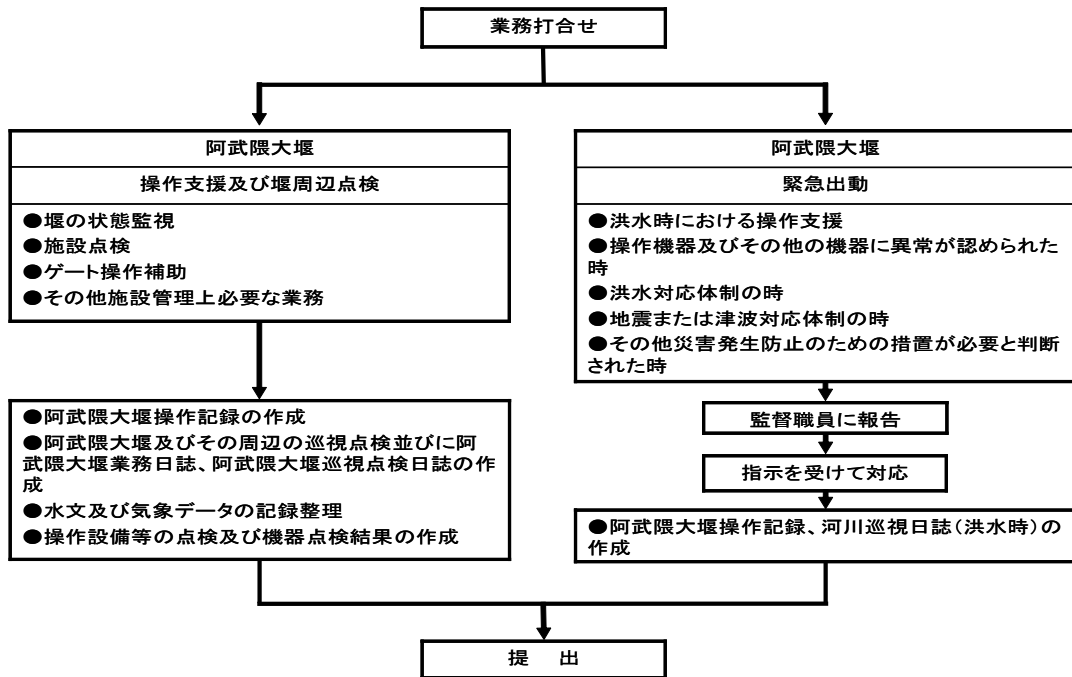 業務打合せ
阿武隈大堰
操作支援及び堰周辺点検
●堰の状態監視
●施設点検
●ゲート操作補助
●その他施設管理上必要な業務
●阿武隈大堰操作記録の作成
●阿武隈大堰及びその周辺の巡視点検並びに阿
武隈大堰業務日誌、阿武隈大堰巡視点検日誌の作
成
●水文及び気象データの記録整理
●操作設備等の点検及び機器点検結果の作成
阿武隈大堰
緊急出動
●洪水時における操作支援
●操作機器及びその他の機器に異常が認められた
時
●洪水対応体制の時
●地震または津波対応体制の時
●その他災害発生防止のための措置が必要と判断
された時
監督職員に報告
指示を受けて対応
●阿武隈大堰操作記録、河川巡視日誌(洪水時)の
作成
提　出